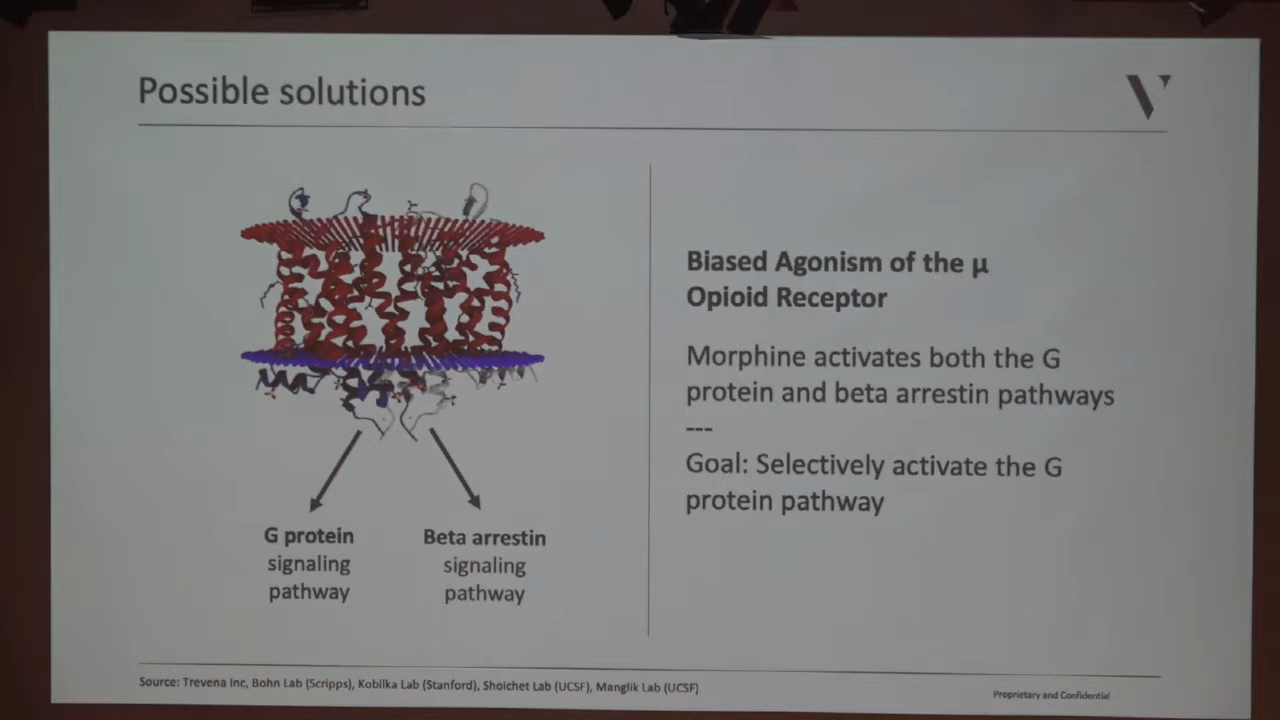 Possible solutions
Biased Agonism of the μ
Opioid Receptor
Morphine activates both the G
protein and beta arrestin pathways
---
Goal: Selectively activate the G
protein pathway
G protein
signaling
pathway
Beta arrestin
signaling
pathway
Source: Trevena Inc, Bohn Lab (Scripps), Kobilka Lab (Stanford), Shoichet Lab (UCSF), Manglik Lab (UCSF)
Proprietary and Confidential